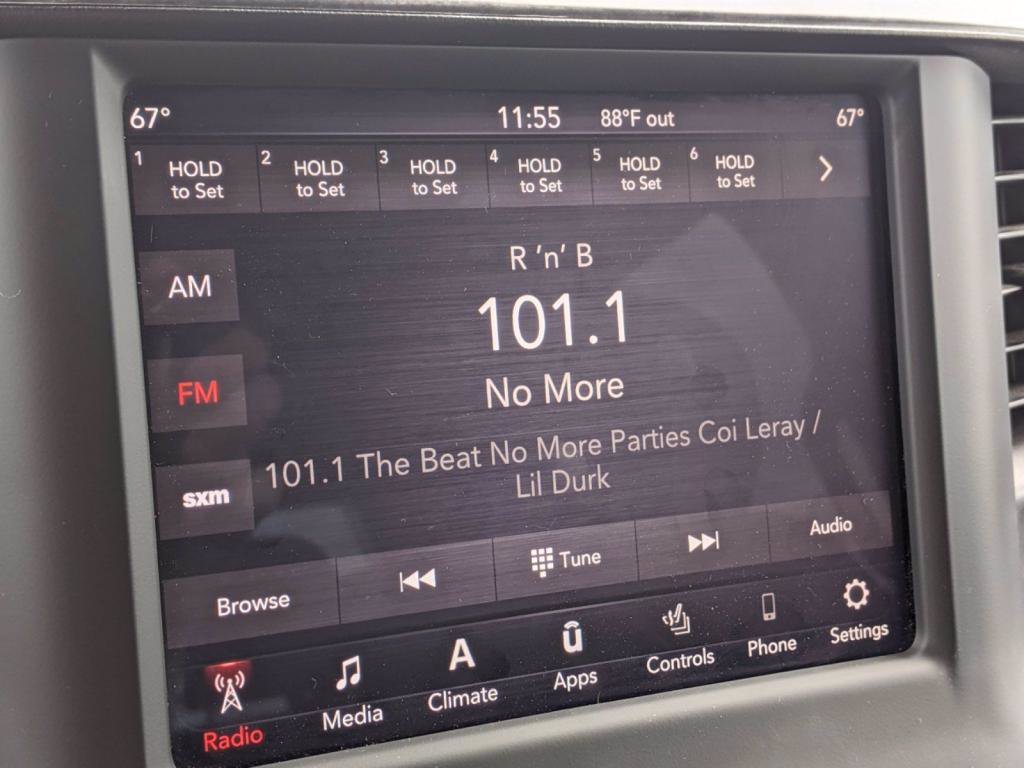 67° 11:55 88°F out 67°
1 HOLD to Set
2 HOLD to Set
3 HOLD to Set
4 HOLD to Set
5 HOLD to Set
6 HOLD to Set
R 'n' B
AM
101.1
FM
No More
101.1 The Beat No More Parties Coi Leray /
Lil Durk
sxm
Browse
Tune
Audio
Radio
Media
A
Climate
û
Apps
Controls
Phone
Settings